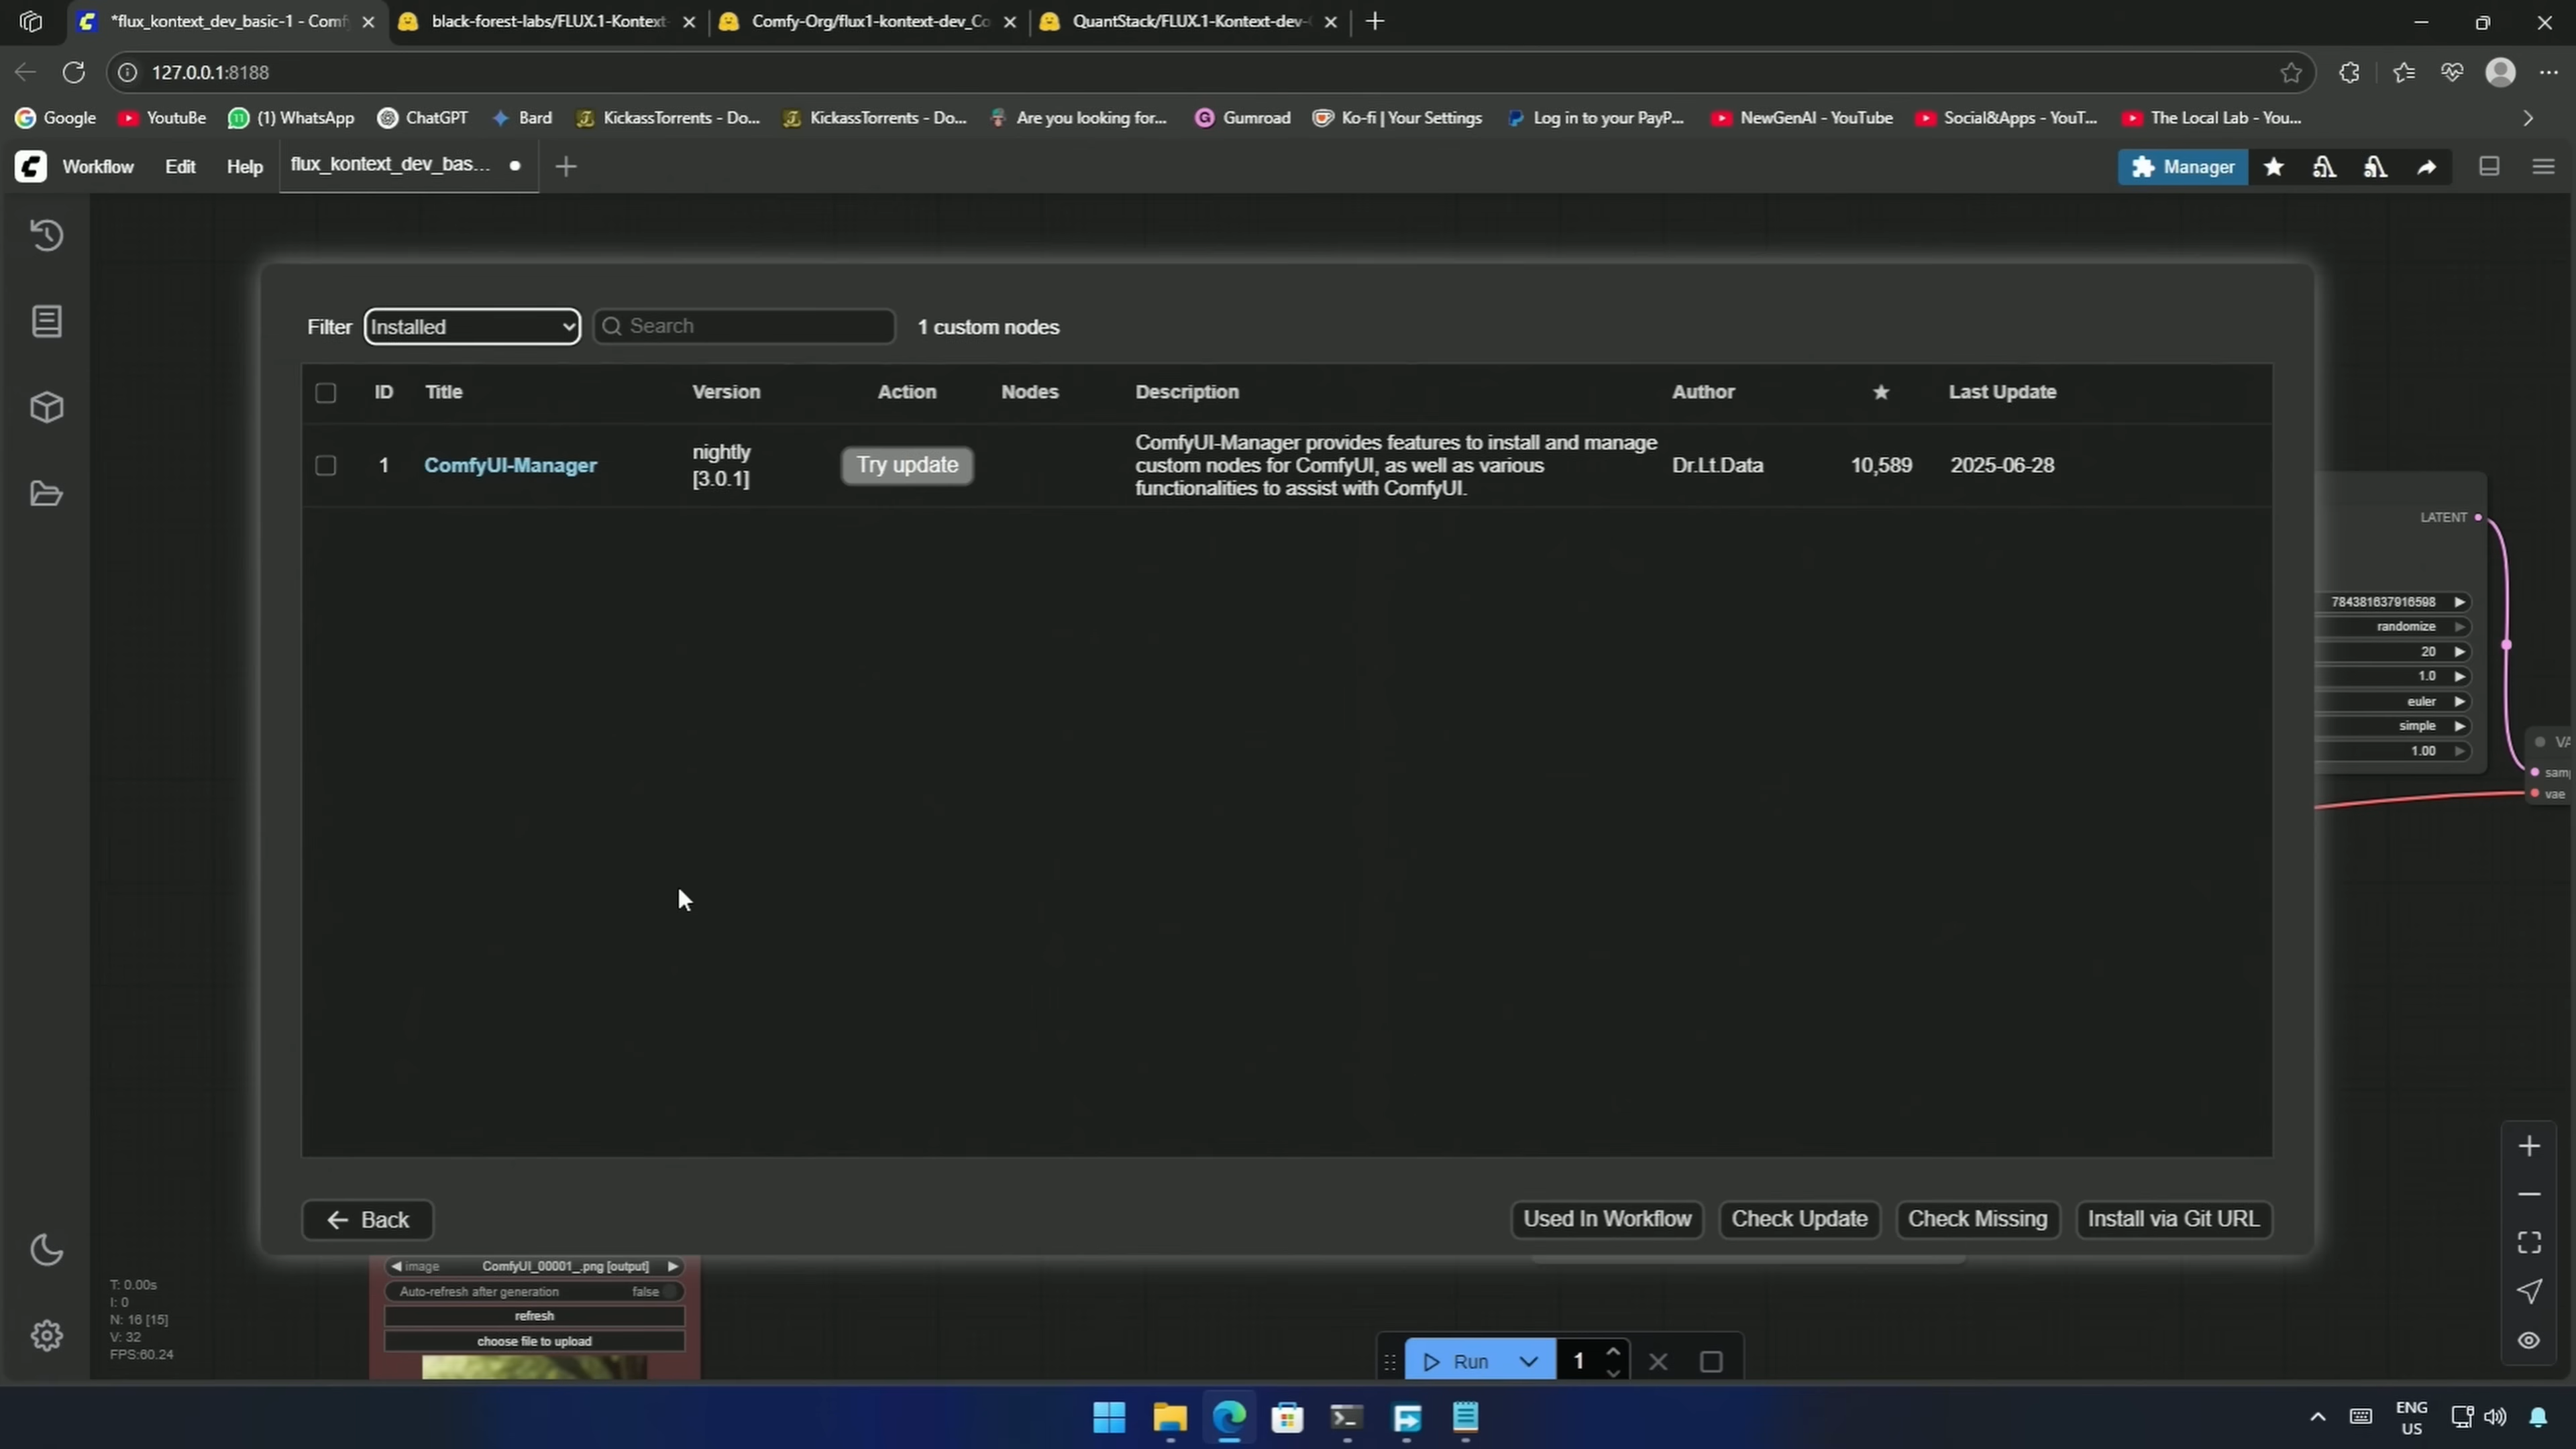 *flux_kontext_dev_basic-1 - Comf
black-forest-labs/FLUX.1-Kontext-
Comfy-Org/flux1-kontext-dev_Co
QuantStack/FLUX.1-Kontext-dev-
127.0.0.1:8188
Google
YouTube
(1) WhatsApp
ChatGPT
Bard
KickassTorrents - Do...
KickassTorrents - Do...
Are you looking for...
Gumroad
Ko-fi | Your Settings
Log in to your PayP...
NewGenAI - YouTube
Social&Apps - YouT...
The Local Lab - You...
Workflow
Edit
Help
flux_kontext_dev_bas...
Manager
Filter
Installed
Search
1 custom nodes
ID Title Version Action Nodes Description Author ★ Last Update
1
ComfyUI-Manager
nightly
[3.0.1]
Try update
ComfyUI-Manager provides features to install and manage
custom nodes for ComfyUI, as well as various
functionalities to assist with ComfyUI.
Dr.Lt.Data
10,589
2025-06-28
LATENT
784381637916598
randomize
20
1.0
euler
simple
1.00
VA
sam
vae
Back
Used In Workflow
Check Update
Check Missing
Install via Git URL
image ComfyUI_00001_.png [output]
Auto-refresh after generation false
refresh
choose file to upload
T: 0.00s
I: 0
N: 16 [15]
V: 32
FPS:60.24
Run
1
ENG
US